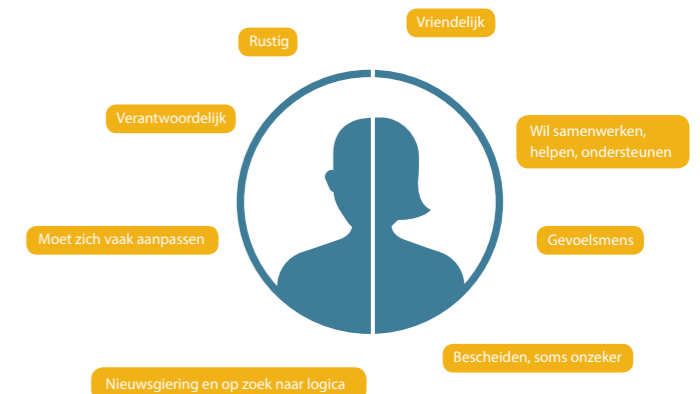 Vriendelijk
Rustig
Verantwoordelijk
Wil samenwerken,
helpen, ondersteunen
Moet zich vaak aanpassen
Gevoelsmens
Bescheiden, soms onzeker
Nieuwsgiering en op zoek naar logica